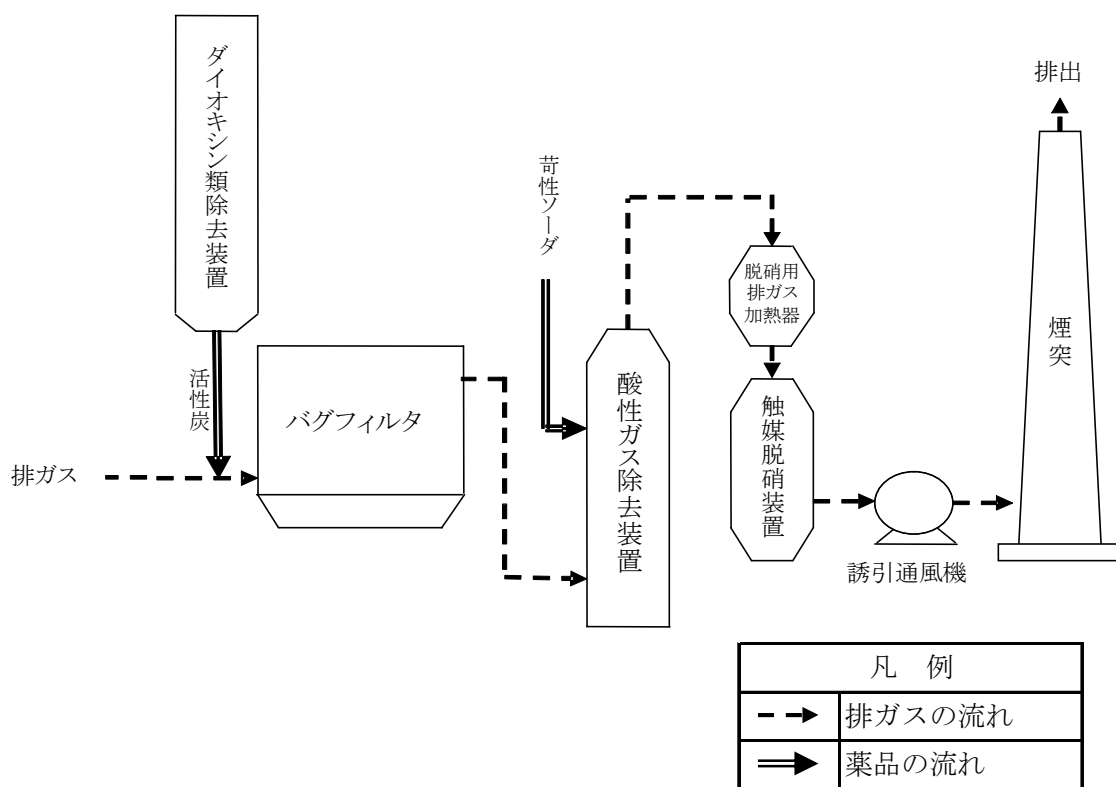 ダイオキシン類除去装置
排出
苛性ソーダ
脱硝用
排ガス
加熱器
煙突
活性炭
バグフィルタ
酸性ガス除去装置
触媒脱硝装置
排ガス
誘引通風機
凡 例
排ガスの流れ
薬品の流れ